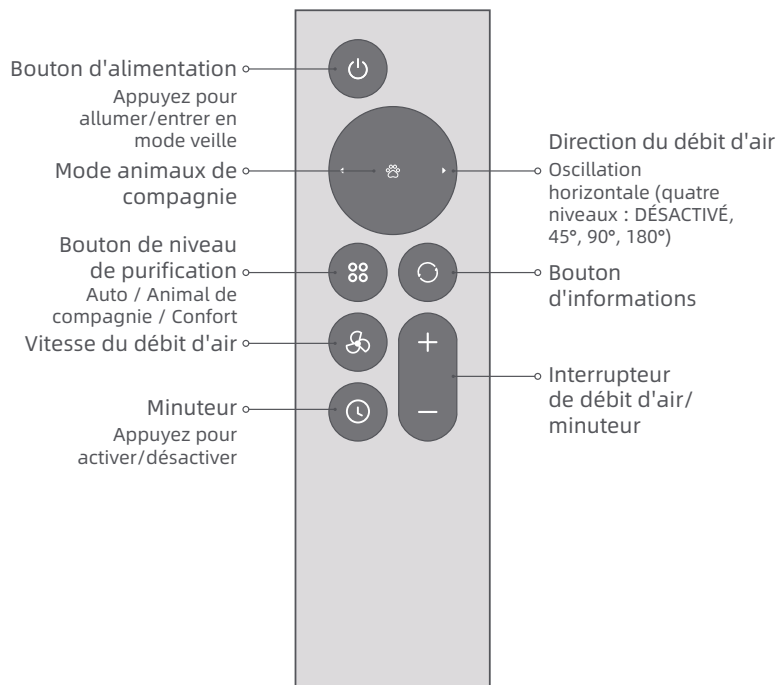 Bouton d'alimentation
Appuyez pour
allumer/entrer en
mode veille
Mode animaux de
compagnie
Bouton de niveau
de purification
Auto / Animal de
compagnie / Confort
Vitesse du débit d'air
Minuteur
Appuyez pour
activer/désactiver
Direction du débit d'air
Oscillation
horizontale (quatre
niveaux : DÉSACTIVÉ,
45°, 90°, 180°)
Bouton
d'informations
Interrupteur
de débit d'air/
minuteur